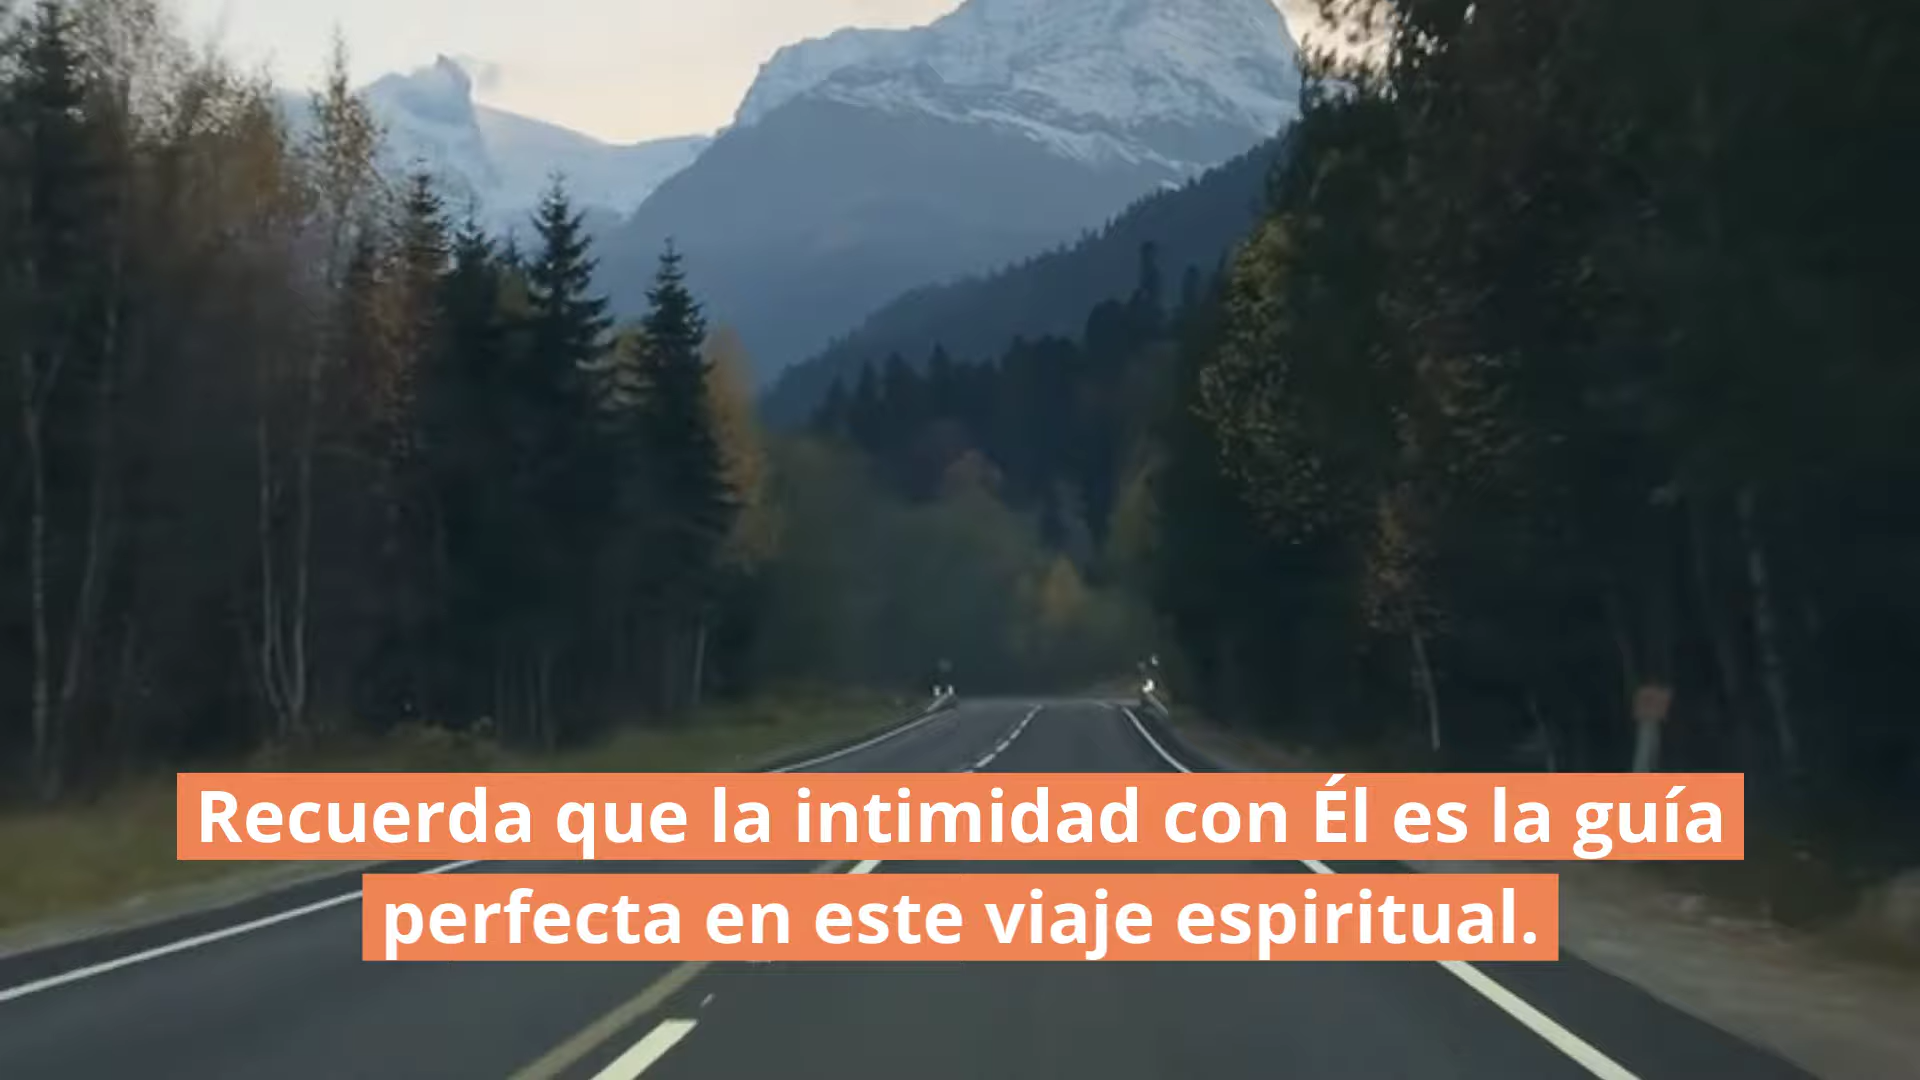 Recuerda que la intimidad con Él es la guía
perfecta en este viaje espiritual.